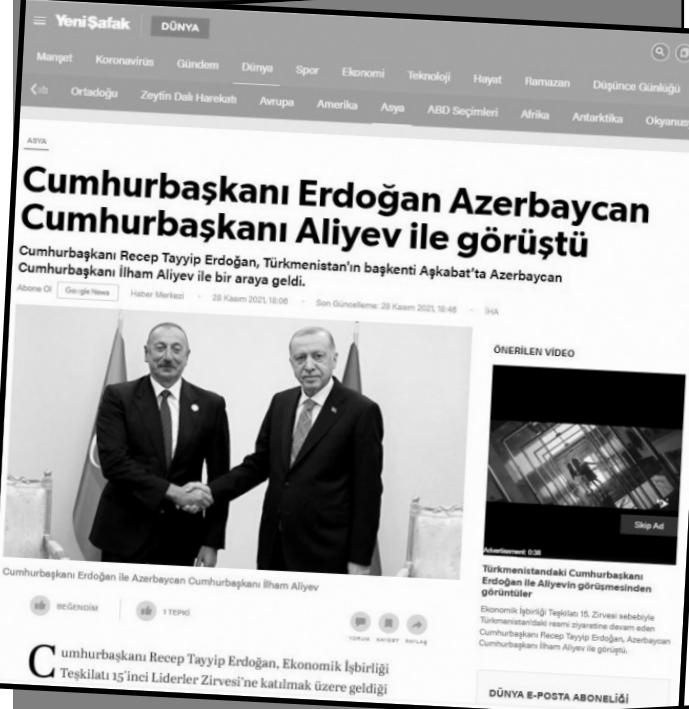 Yeni Şafak
DÜNYA
Manşet Koronavirüs Gündem Dünya Spor Ekonomi Teknoloji Hayat Ramazan Düşünce Günlüğü
Ortadoğu Zeytin Dalı Harekatı Avrupa Amerika Asya ABD Seçimleri Afrika Antarktika Okyanus
ASYA
Cumhurbaşkanı Erdoğan Azerbaycan
Cumhurbaşkanı Aliyev ile görüştü
Cumhurbaşkanı Recep Tayyip Erdoğan, Türkmenistan'ın başkenti Aşkabat'ta Azerbaycan
Cumhurbaşkanı İlham Aliyev ile bir araya geldi.
Abone Ol Google News Haber Merkezi · 28 Kasım 2021, 18:06 · Son Güncelleme: 28 Kasım 2021, 18:46 · İHA
Cumhurbaşkanı Erdoğan ile Azerbaycan Cumhurbaşkanı İlham Aliyev
BEĞENDİM
1 TEPKİ
YORUM KAYDET PAYLAŞ
Cumhurbaşkanı Recep Tayyip Erdoğan, Ekonomik İşbirliği
Teşkilatı 15'inci Liderler Zirvesi'ne katılmak üzere geldiği
ÖNERİLEN VİDEO
Skip Ad
Advertisement: 0:38
Türkmenistandaki Cumhurbaşkanı
Erdoğan ile Aliyevin görüşmesinden
görüntüler
Ekonomik İşbirliği Teşkilatı 15. Zirvesi sebebiyle
Türkmenistan'daki resmi ziyaretine devam eden
Cumhurbaşkanı Recep Tayyip Erdoğan, Azerbaycan
Cumhurbaşkanı İlham Aliyev ile görüştü.
DÜNYA E-POSTA ABONELİĞİ